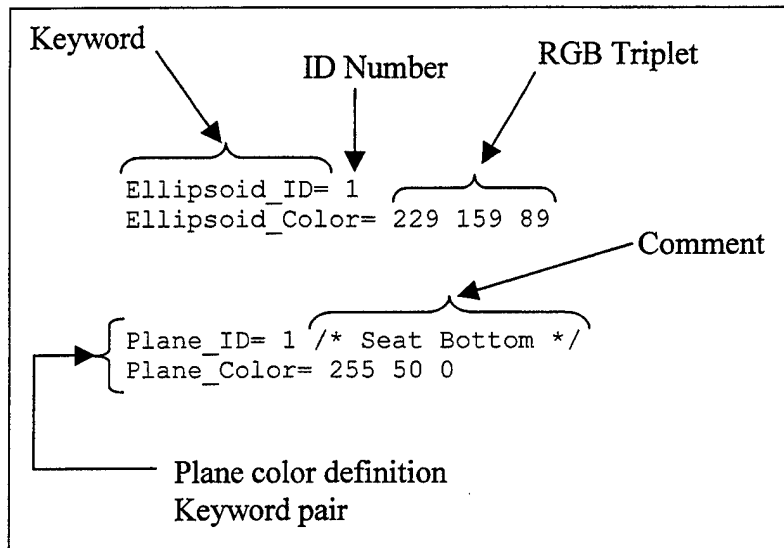 Keyword
ID Number
RGB Triplet
Ellipsoid_ID= 1
Ellipsoid_Color= 229 159 89
Comment
Plane_ID= 1 /* Seat Bottom */
Plane_Color= 255 50 0
Plane color definition
Keyword pair